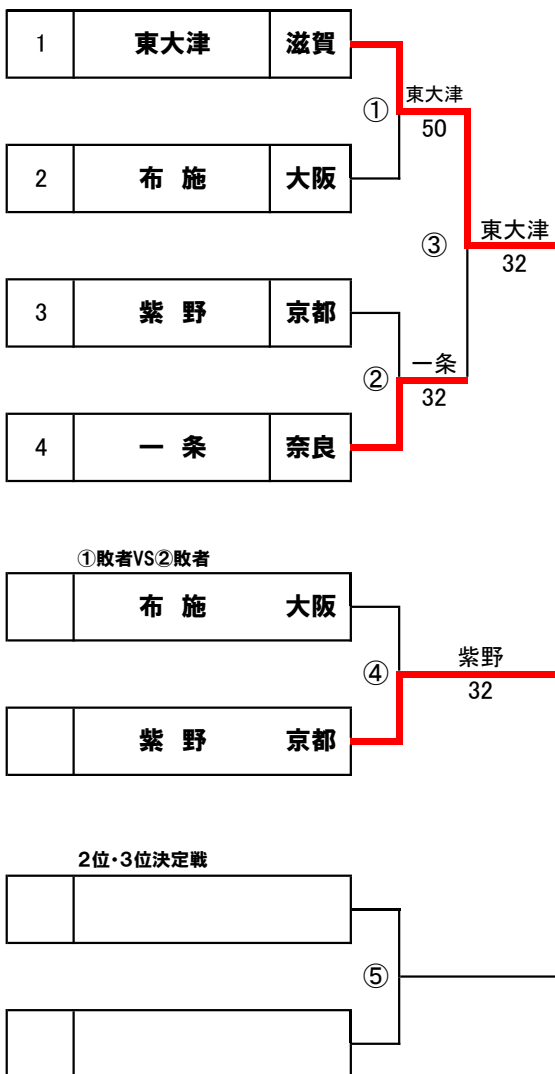 1 東大津 滋賀
東大津
①
50
2 布 施 大阪
東大津
③
32
3 紫 野 京都
一条
②
32
4 一 条 奈良
①敗者VS②敗者
布 施 大阪
紫野
④
32
紫 野 京都
2位・3位決定戦
⑤